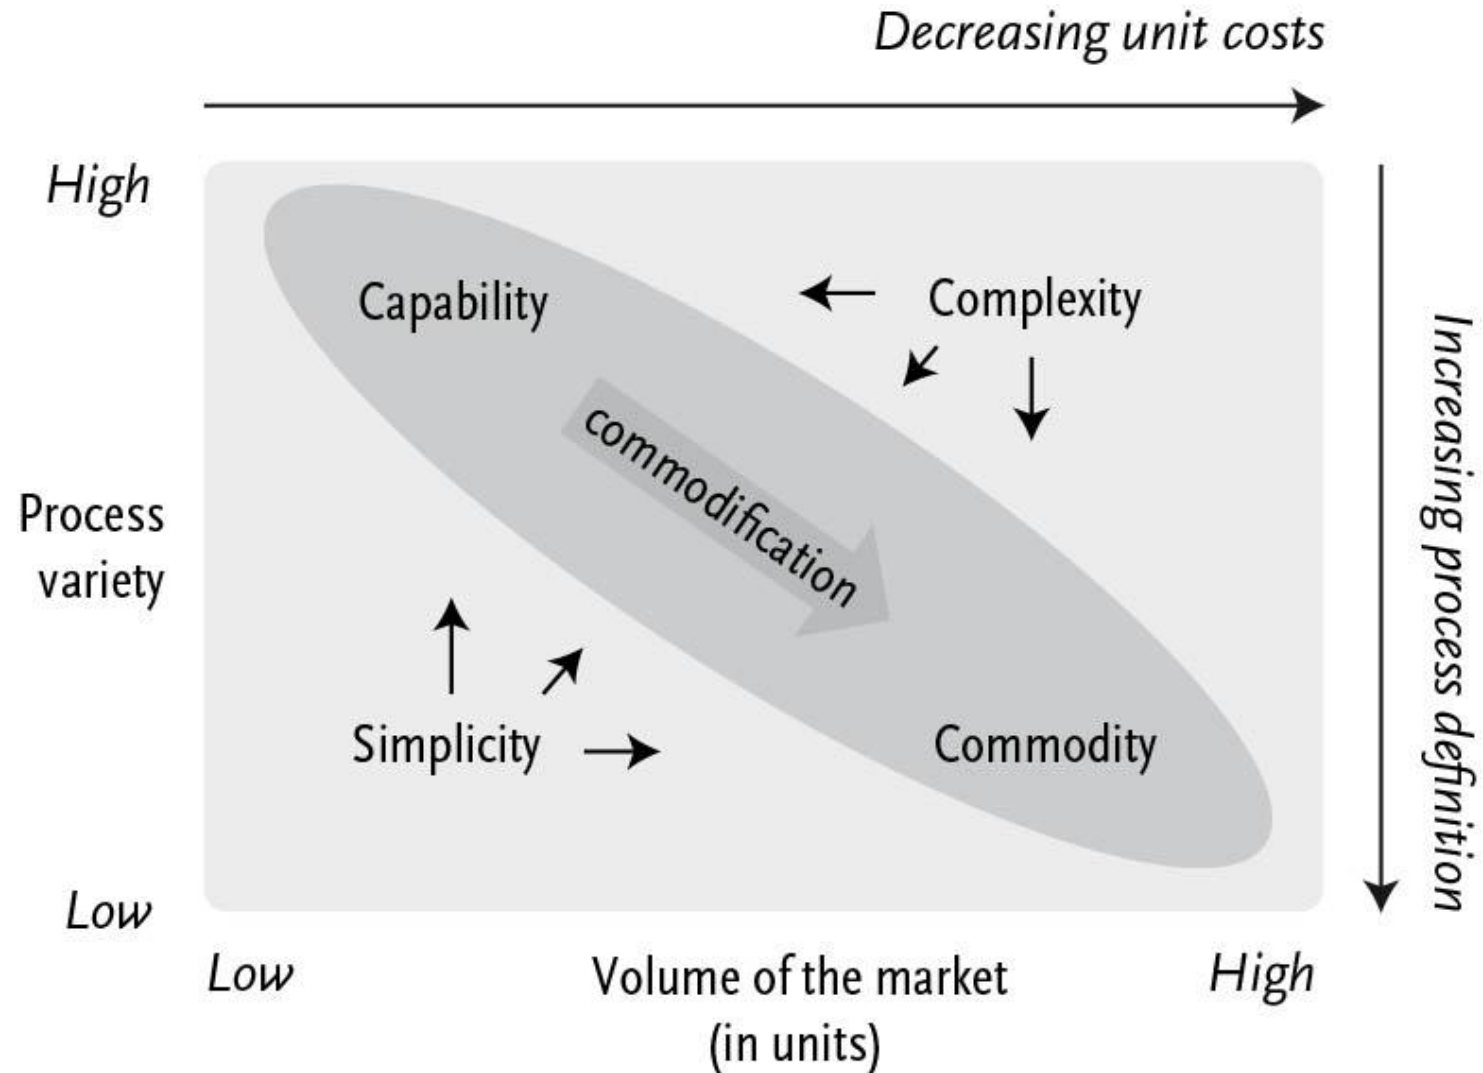 Decreasing unit costs
High
Capability
Complexity
commodification
Process
variety
Increasing process definition
Simplicity
Commodity
Low
Low
Volume of the market
(in units)
High